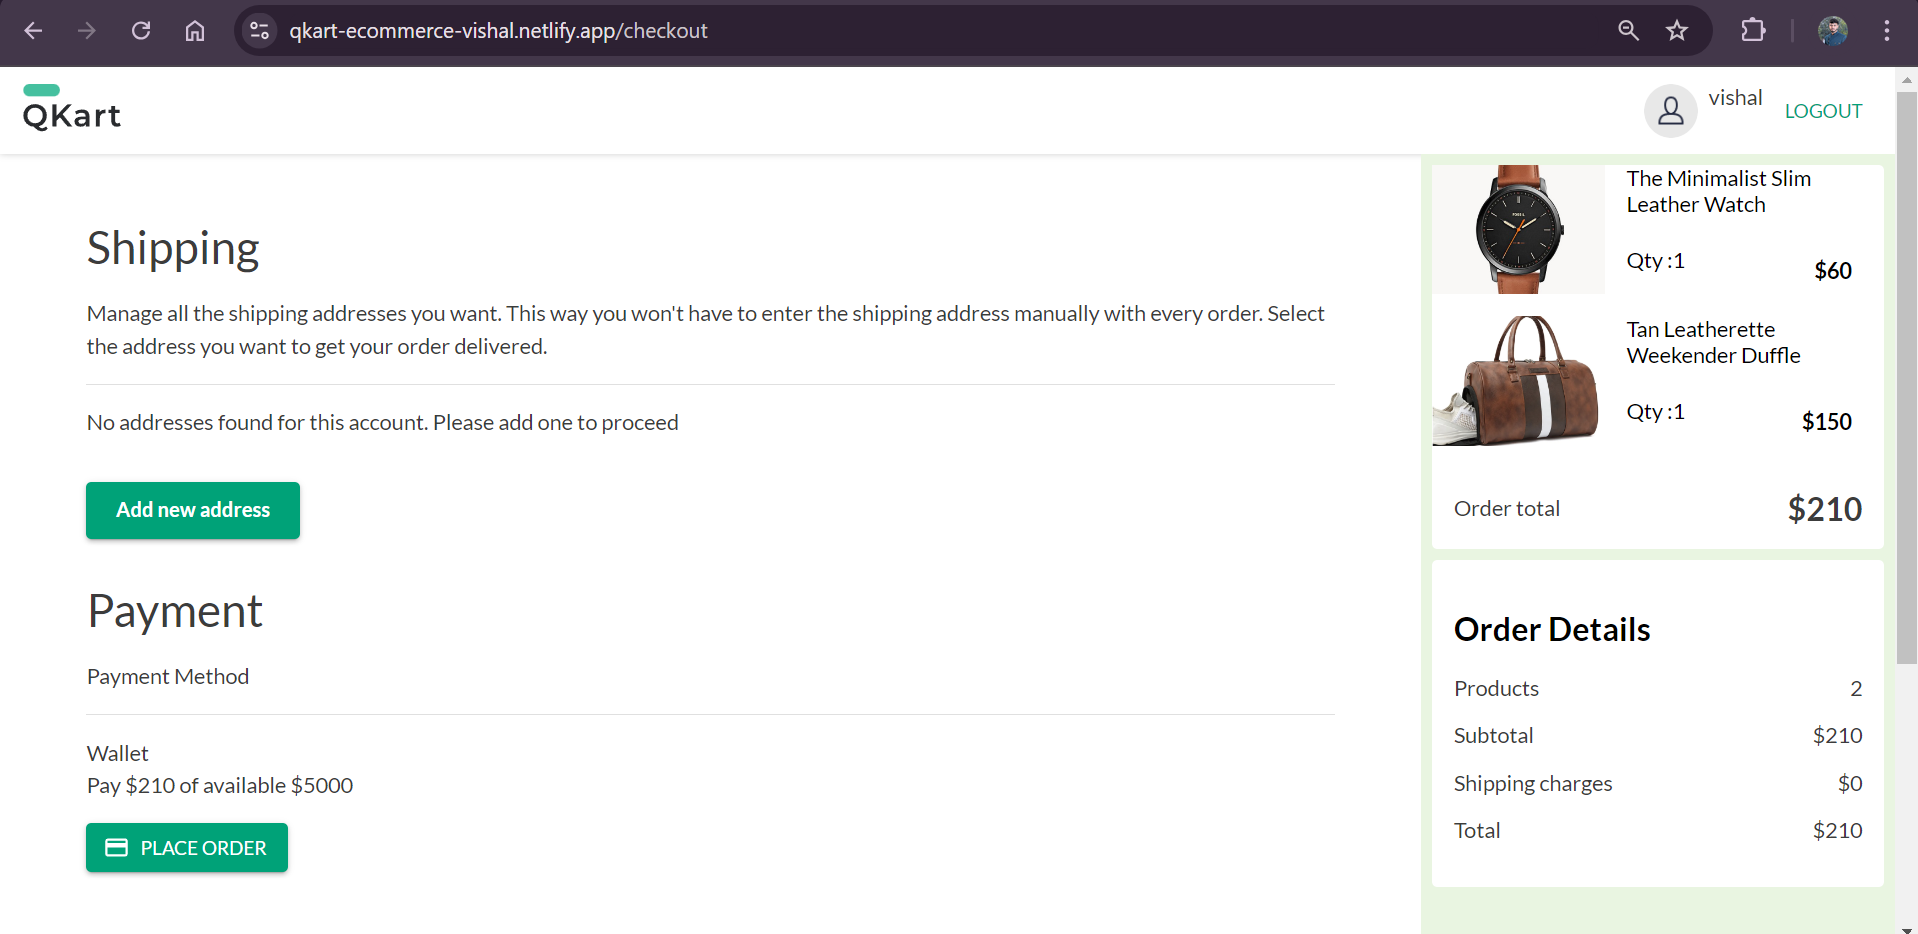 qkart-ecommerce-vishal.netlify.app/checkout
QKart
vishal
LOGOUT
Shipping
Manage all the shipping addresses you want. This way you won't have to enter the shipping address manually with every order. Select
the address you want to get your order delivered.
No addresses found for this account. Please add one to proceed
Add new address
Payment
Payment Method
Wallet
Pay $210 of available $5000
PLACE ORDER
The Minimalist Slim
Leather Watch
Qty :1
$60
Tan Leatherette
Weekender Duffle
Qty :1
$150
Order total
$210
Order Details
Products 2
Subtotal $210
Shipping charges $0
Total $210
FOSSIL